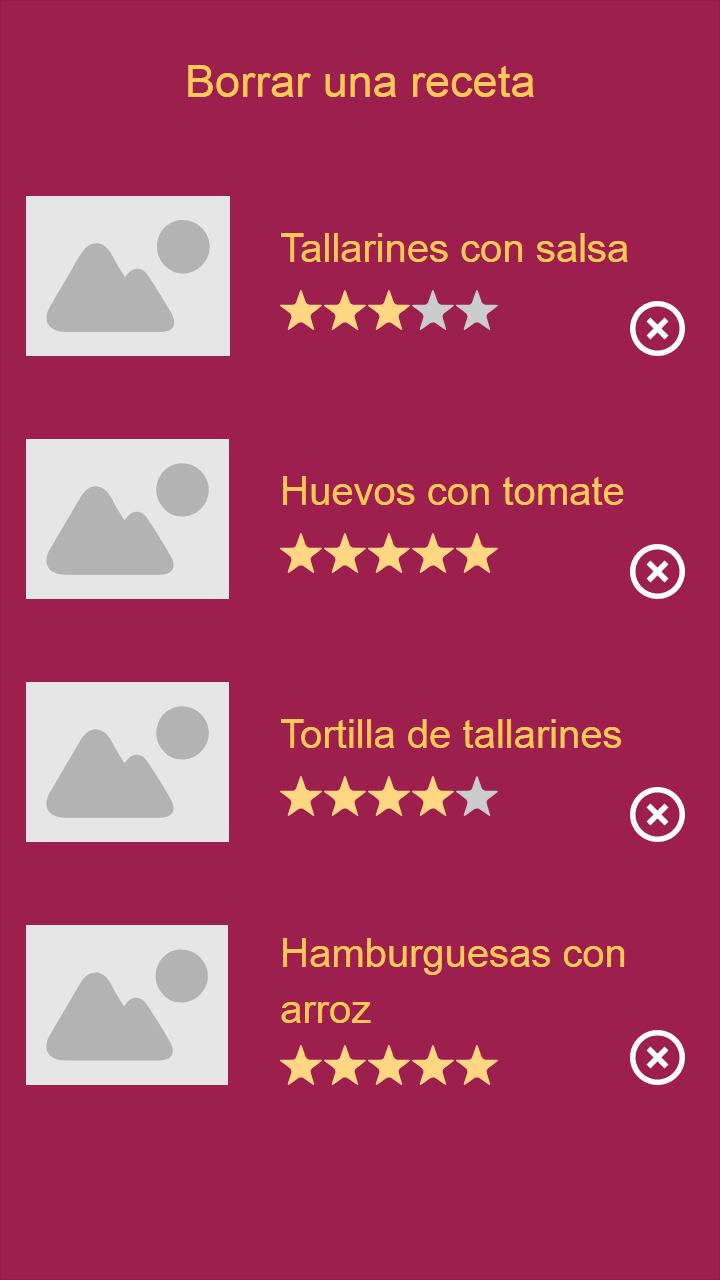 Borrar una receta
Tallarines con salsa
Huevos con tomate
Tortilla de tallarines
Hamburguesas con
arroz